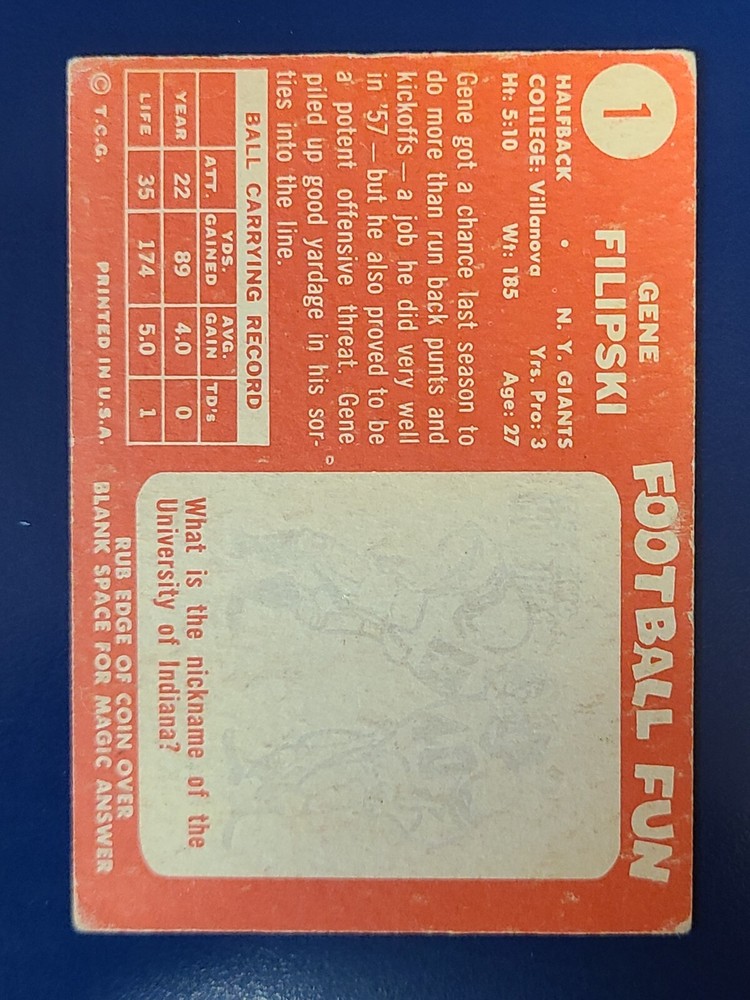 1
GENE
FILIPSKI
HALFBACK • N. Y. GIANTS
COLLEGE: Villanova Yrs. Pro: 3
Ht: 5:10 Wt: 185 Age: 27
Gene got a chance last season to
do more than run back punts and
kickoffs — a job he did very well
in '57 — but he also proved to be
a potent offensive threat. Gene
piled up good yardage in his sor-
ties into the line.
BALL CARRYING RECORD
ATT. YDS. GAINED AVG. GAIN TD's
YEAR 22 89 4.0 0
LIFE 35 174 5.0 1
© T.C.G. PRINTED IN U.S.A.
FOOTBALL FUN
What is the nickname of the
University of Indiana?
RUB EDGE OF COIN OVER
BLANK SPACE FOR MAGIC ANSWER